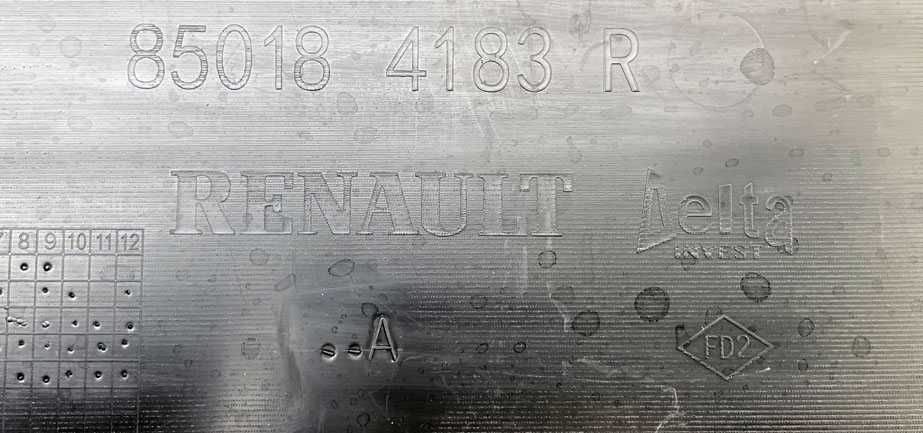 85018 4183 R
RENAULT
Delta
INVEST
7 8 9 10 11 12
A
FD2